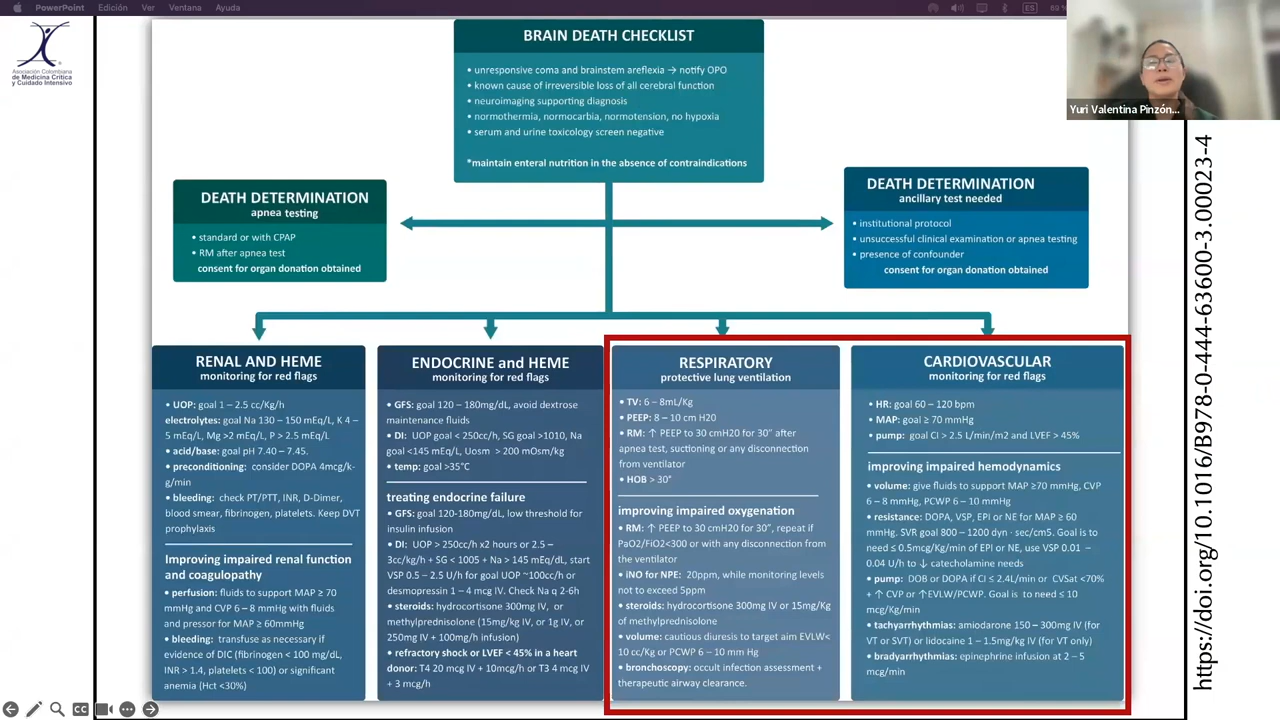 PowerPoint Edición Ver Ventana Ayuda
ES
69 %
Asociación Colombiana
de Medicina Crítica
y Cuidado Intensivo
Yuri Valentina Pinzón...
BRAIN DEATH CHECKLIST
• unresponsive coma and brainstem areflexia → notify OPO
• known cause of irreversible loss of all cerebral function
• neuroimaging supporting diagnosis
• normothermia, normocarbia, normotension, no hypoxia
• serum and urine toxicology screen negative
*maintain enteral nutrition in the absence of contraindications
DEATH DETERMINATION
apnea testing
• standard or with CPAP
• RM after apnea test
consent for organ donation obtained
DEATH DETERMINATION
ancillary test needed
• institutional protocol
• unsuccessful clinical examination or apnea testing
• presence of confounder
consent for organ donation obtained
RENAL AND HEME
monitoring for red flags
• UOP: goal 1 – 2.5 cc/Kg/h
electrolytes: goal Na 130 – 150 mEq/L, K 4 –
5 mEq/L, Mg >2 mEq/L, P > 2.5 mEq/L
• acid/base: goal pH 7.40 – 7.45.
• preconditioning: consider DOPA 4mcg/k-
g/min
• bleeding: check PT/PTT, INR, D-Dimer,
blood smear, fibrinogen, platelets. Keep DVT
prophylaxis
Improving impaired renal function
and coagulopathy
• perfusion: fluids to support MAP ≥ 70
mmHg and CVP 6 – 8 mmHg with fluids
and pressor for MAP ≥ 60mmHg
• bleeding: transfuse as necessary if
evidence of DIC (fibrinogen < 100 mg/dL,
INR > 1.4, platelets < 100) or significant
anemia (Hct <30%)
ENDOCRINE and HEME
monitoring for red flags
• GFS: goal 120 – 180mg/dL, avoid dextrose
maintenance fluids
• DI: UOP goal < 250cc/h, SG goal >1010, Na
goal <145 mEq/L, Uosm > 200 mOsm/kg
• temp: goal >35°C
treating endocrine failure
• GFS: goal 120-180mg/dL, low threshold for
insulin infusion
• DI: UOP > 250cc/h x2 hours or 2.5 –
3cc/kg/h + SG < 1005 + Na > 145 mEq/dL, start
VSP 0.5 – 2.5 U/h for goal UOP ~100cc/h or
desmopressin 1 – 4 mcg IV. Check Na q 2-6h
• steroids: hydrocortisone 300mg IV, or
methylprednisolone (15mg/kg IV, or 1g IV, or
250mg IV + 100mg/h infusion)
• refractory shock or LVEF < 45% in a heart
donor: T4 20 mcg IV + 10mcg/h or T3 4 mcg IV
+ 3 mcg/h
RESPIRATORY
protective lung ventilation
• TV: 6 – 8mL/Kg
• PEEP: 8 – 10 cm H20
• RM: ↑ PEEP to 30 cmH20 for 30” after
apnea test, suctioning or any disconnection
from ventilator
• HOB > 30°
improving impaired oxygenation
• RM: ↑ PEEP to 30 cmH20 for 30”, repeat if
PaO2/FiO2<300 or with any disconnection from
the ventilator
• iNO for NPE: 20ppm, while monitoring levels
not to exceed 5ppm
• steroids: hydrocortisone 300mg IV or 15mg/Kg
of methylprednisolone
• volume: cautious diuresis to target aim EVLW<
10 cc/Kg or PCWP 6 – 10 mm Hg
• bronchoscopy: occult infection assessment +
therapeutic airway clearance.
CARDIOVASCULAR
monitoring for red flags
• HR: goal 60 – 120 bpm
• MAP: goal ≥ 70 mmHg
• pump: goal CI > 2.5 L/min/m2 and LVEF > 45%
improving impaired hemodynamics
• volume: give fluids to support MAP ≥70 mmHg, CVP
6 – 8 mmHg, PCWP 6 – 10 mmHg
• resistance: DOPA, VSP, EPI or NE for MAP ≥ 60
mmHg. SVR goal 800 – 1200 dyn · sec/cm5. Goal is to
need ≤ 0.5mcg/Kg/min of EPI or NE, use VSP 0.01 –
0.04 U/h to ↓ catecholamine needs
• pump: DOB or DOPA if CI ≤ 2.4L/min or CVSat <70%
+ ↑ CVP or ↑EVLW/PCWP. Goal is to need ≤ 10
mcg/Kg/min
• tachyarrhythmias: amiodarone 150 – 300mg IV (for
VT or SVT) or lidocaine 1 – 1.5mg/kg IV (for VT only)
• bradyarrhythmias: epinephrine infusion at 2 – 5
mcg/min
https://doi.org/10.1016/B978-0-444-63600-3.00023-4
CC